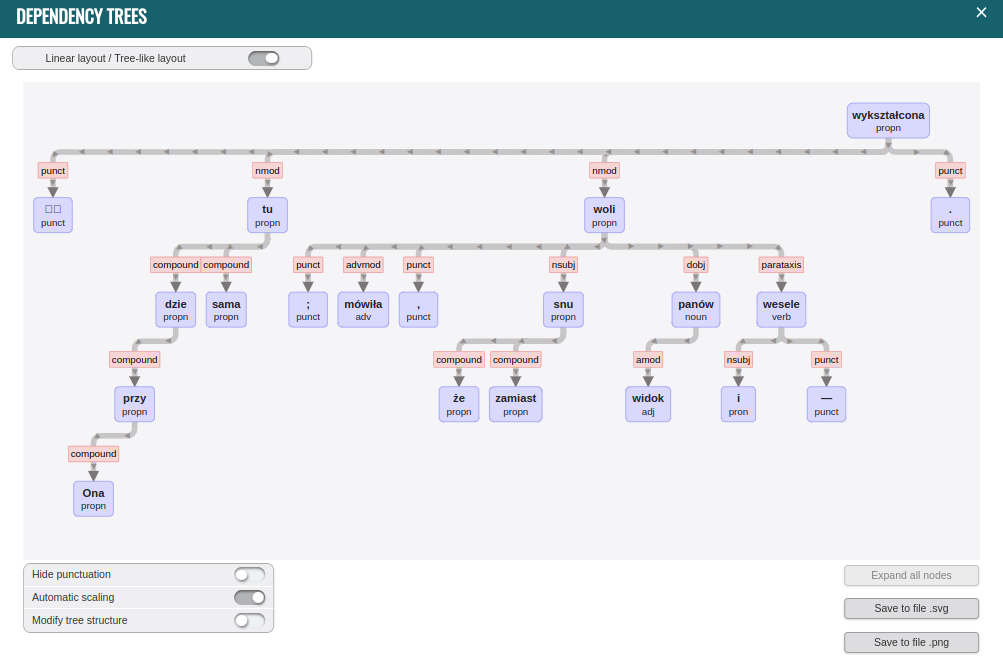 DEPENDENCY TREES
Linear layout / Tree-like layout
wykształcona
propn
punct
nmod
nmod
punct
punct
tu
propn
woli
propn
.
punct
compound
compound
punct
advmod
punct
nsubj
dobj
parataxis
dzie
propn
sama
propn
;
punct
mówiła
adv
,
punct
snu
propn
panów
noun
wesele
verb
compound
compound
compound
amod
nsubj
punct
przy
propn
że
propn
zamiast
propn
widok
adj
i
pron
—
punct
compound
Ona
propn
Hide punctuation
Automatic scaling
Modify tree structure
Expand all nodes
Save to file .svg
Save to file .png